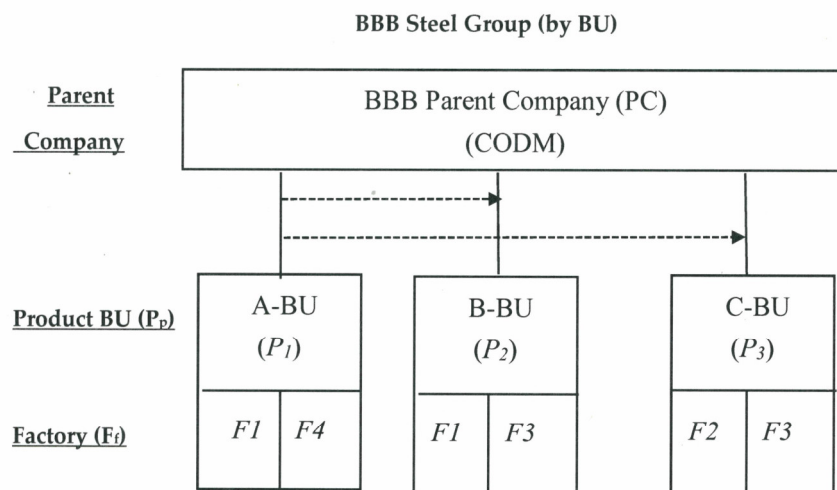 BBB Steel Group (by BU)
Parent
Company
BBB Parent Company (PC)
(CODM)
Product BU (Pp)
A-BU
(P1)
B-BU
(P2)
C-BU
(P3)
Factory (Ff)
F1 F4
F1 F3
F2 F3